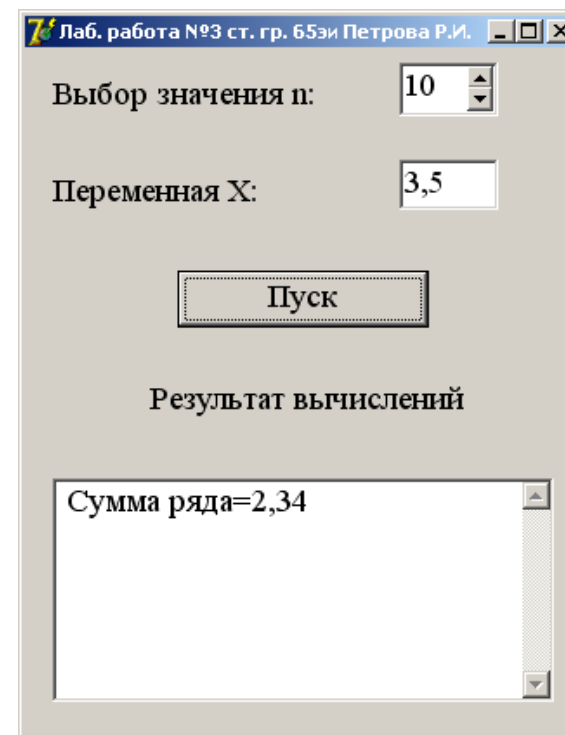 Лаб. работа №3 ст. гр. 65эи Петрова Р.И.
Выбор значения n: 10
Переменная X: 3,5
Пуск
Результат вычислений
Сумма ряда=2,34